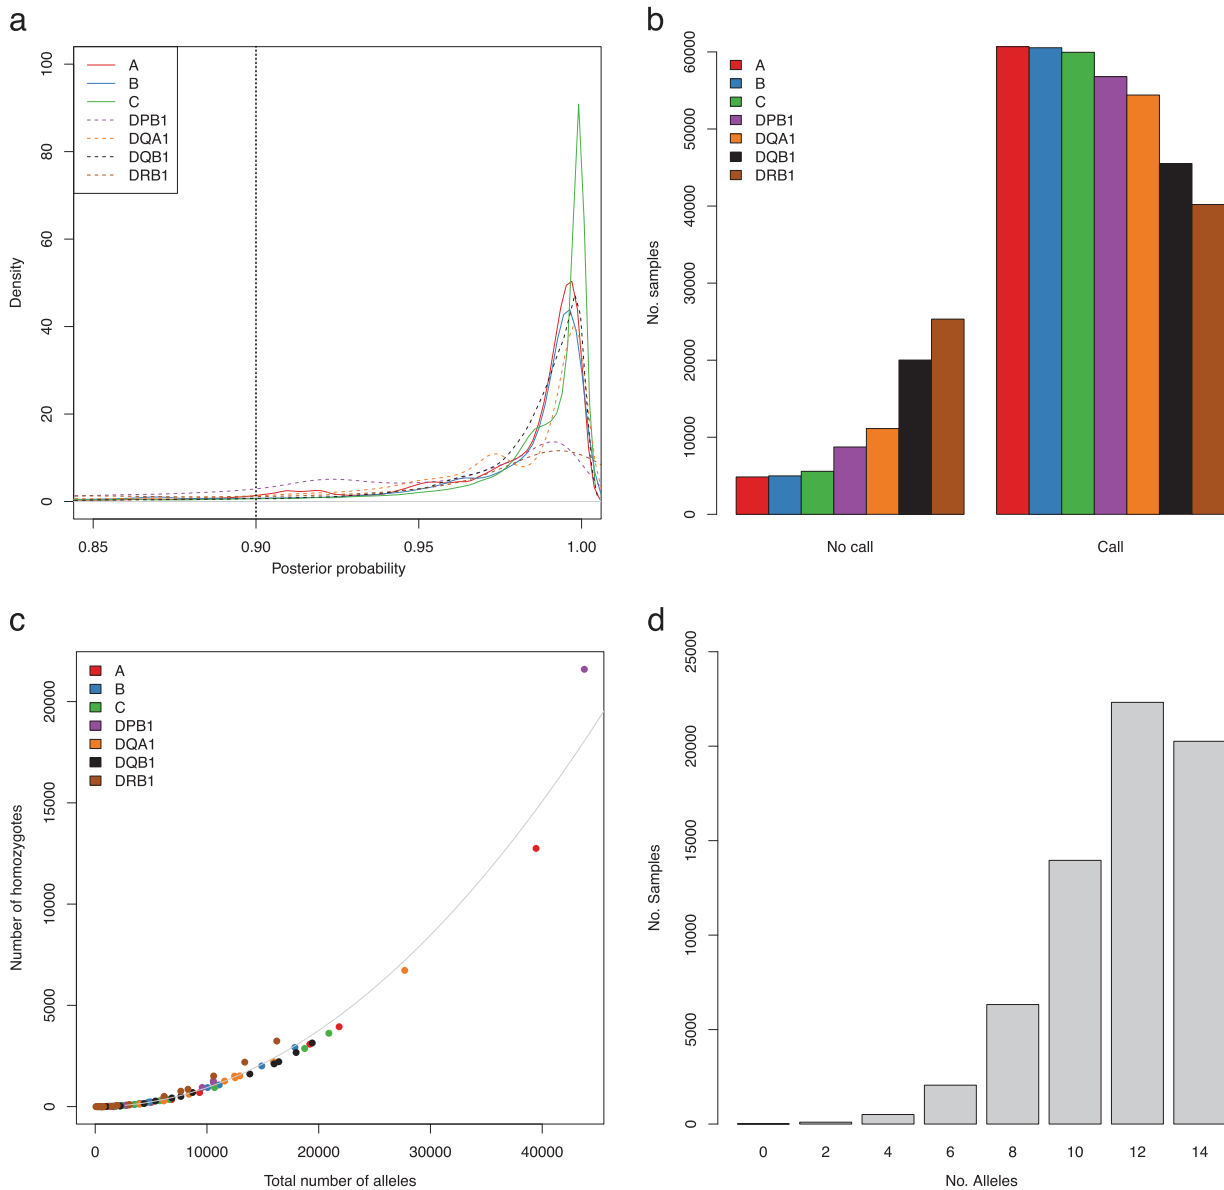 a
100
80
60
40
20
0
Density
A
B
C
DPB1
DQA1
DQB1
DRB1
0.85
0.90
0.95
1.00
Posterior probability
b
60000
50000
40000
30000
20000
10000
0
No. samples
A
B
C
DPB1
DQA1
DQB1
DRB1
No call
Call
c
20000
15000
10000
5000
0
Number of homozygotes
A
B
C
DPB1
DQA1
DQB1
DRB1
0
10000
20000
30000
40000
Total number of alleles
d
25000
20000
15000
10000
5000
0
No. Samples
0
2
4
6
8
10
12
14
No. Alleles